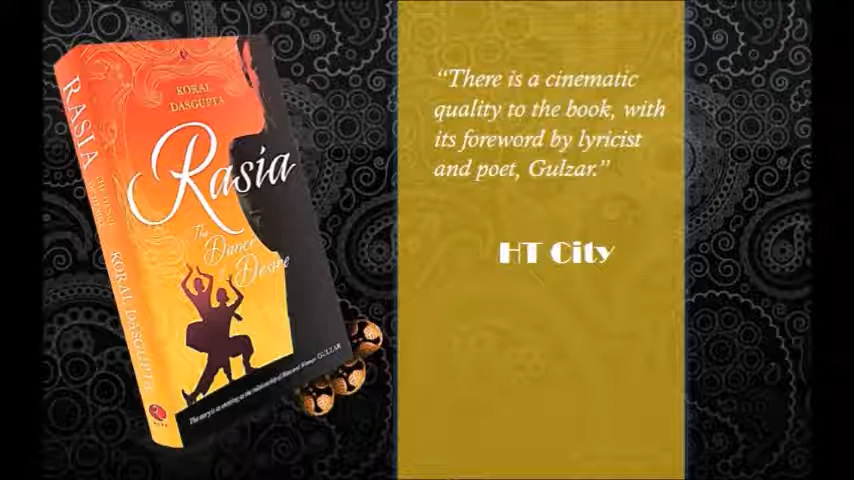 KORAL
DASGUPTA
Rasia
The
Dance
Desire
GULZAR
RASIA
KORAL DASGUPTA
“There is a cinematic
quality to the book, with
its foreword by lyricist
and poet, Gulzar.”
HT City